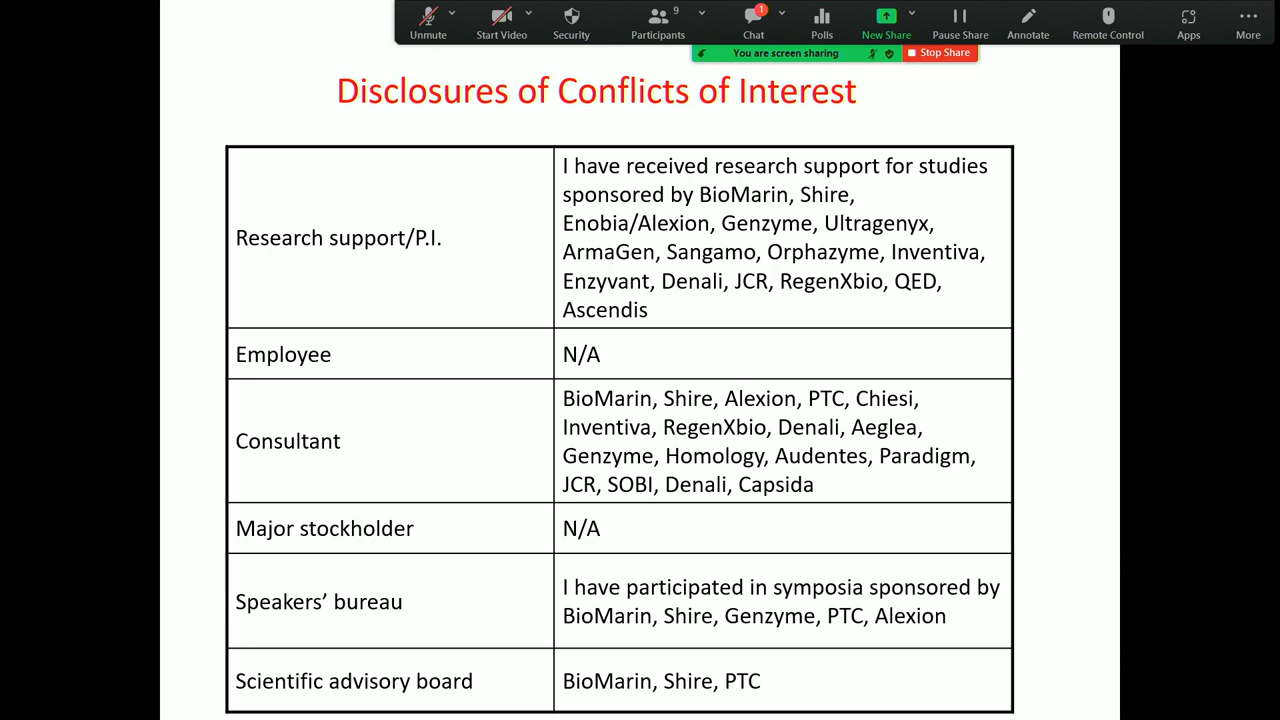 9
1
Unmute
Start Video
Security
Participants
Chat
Polls
New Share
Pause Share
Annotate
Remote Control
Apps
More
You are screen sharing
Stop Share
Disclosures of Conflicts of Interest
Research support/P.I.
I have received research support for studies
sponsored by BioMarin, Shire,
Enobia/Alexion, Genzyme, Ultragenyx,
ArmaGen, Sangamo, Orphazyme, Inventiva,
Enzyvant, Denali, JCR, RegenXbio, QED,
Ascendis
Employee
N/A
Consultant
BioMarin, Shire, Alexion, PTC, Chiesi,
Inventiva, RegenXbio, Denali, Aeglea,
Genzyme, Homology, Audentes, Paradigm,
JCR, SOBI, Denali, Capsida
Major stockholder
N/A
Speakers’ bureau
I have participated in symposia sponsored by
BioMarin, Shire, Genzyme, PTC, Alexion
Scientific advisory board
BioMarin, Shire, PTC